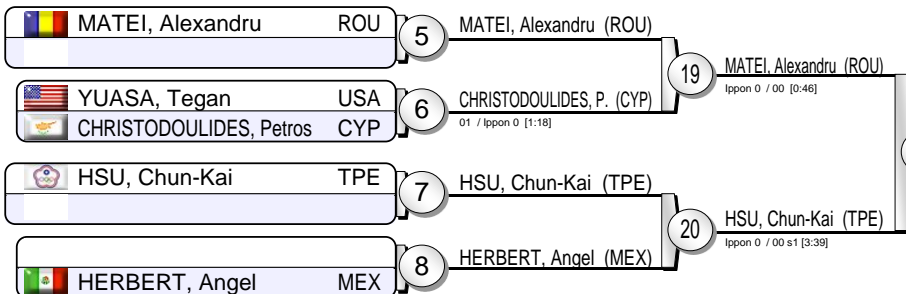 MATEI, Alexandru ROU
5
MATEI, Alexandru (ROU)
19
MATEI, Alexandru (ROU)
Ippon 0 / 00 [0:46]
YUASA, Tegan USA
CHRISTODOULIDES, Petros CYP
6
CHRISTODOULIDES, P. (CYP)
01 / Ippon 0 [1:18]
HSU, Chun-Kai TPE
7
HSU, Chun-Kai (TPE)
20
HSU, Chun-Kai (TPE)
Ippon 0 / 00 s1 [3:39]
HERBERT, Angel MEX
8
HERBERT, Angel (MEX)